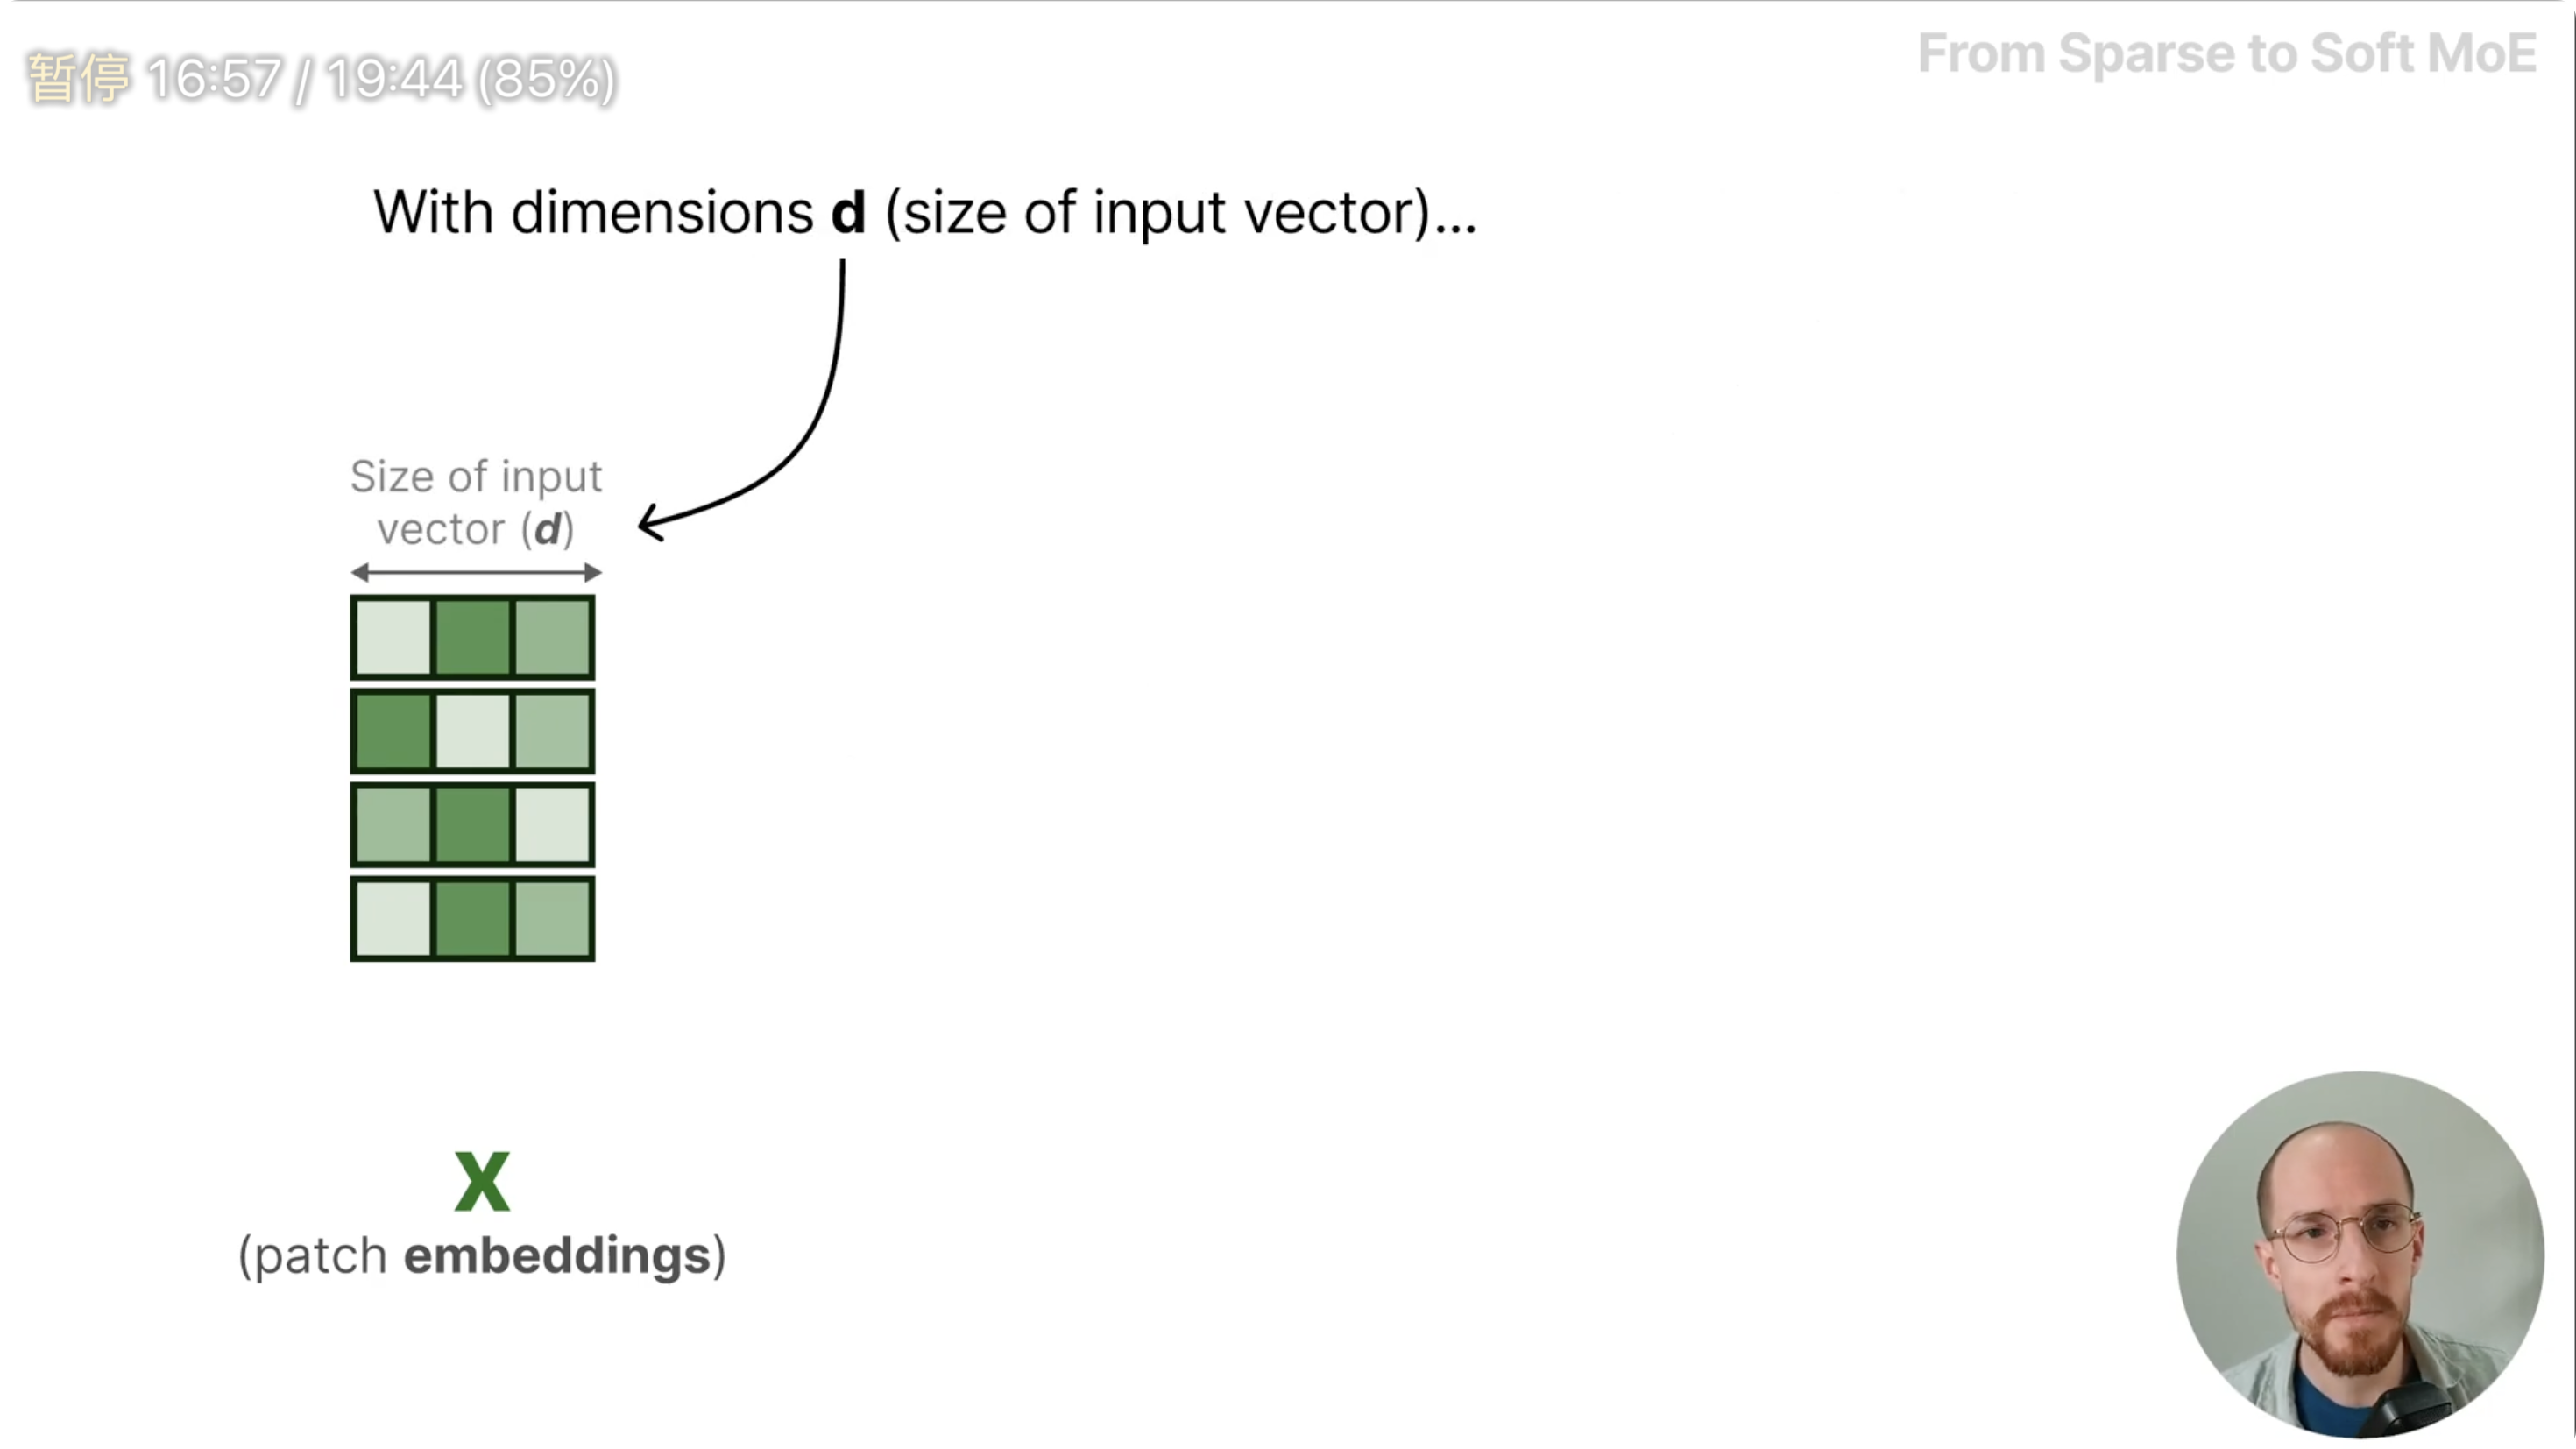 暂停 16:57 / 19:44 (85%)
From Sparse to Soft MoE
With dimensions d (size of input vector)...
Size of input
vector (d)
X
(patch embeddings)